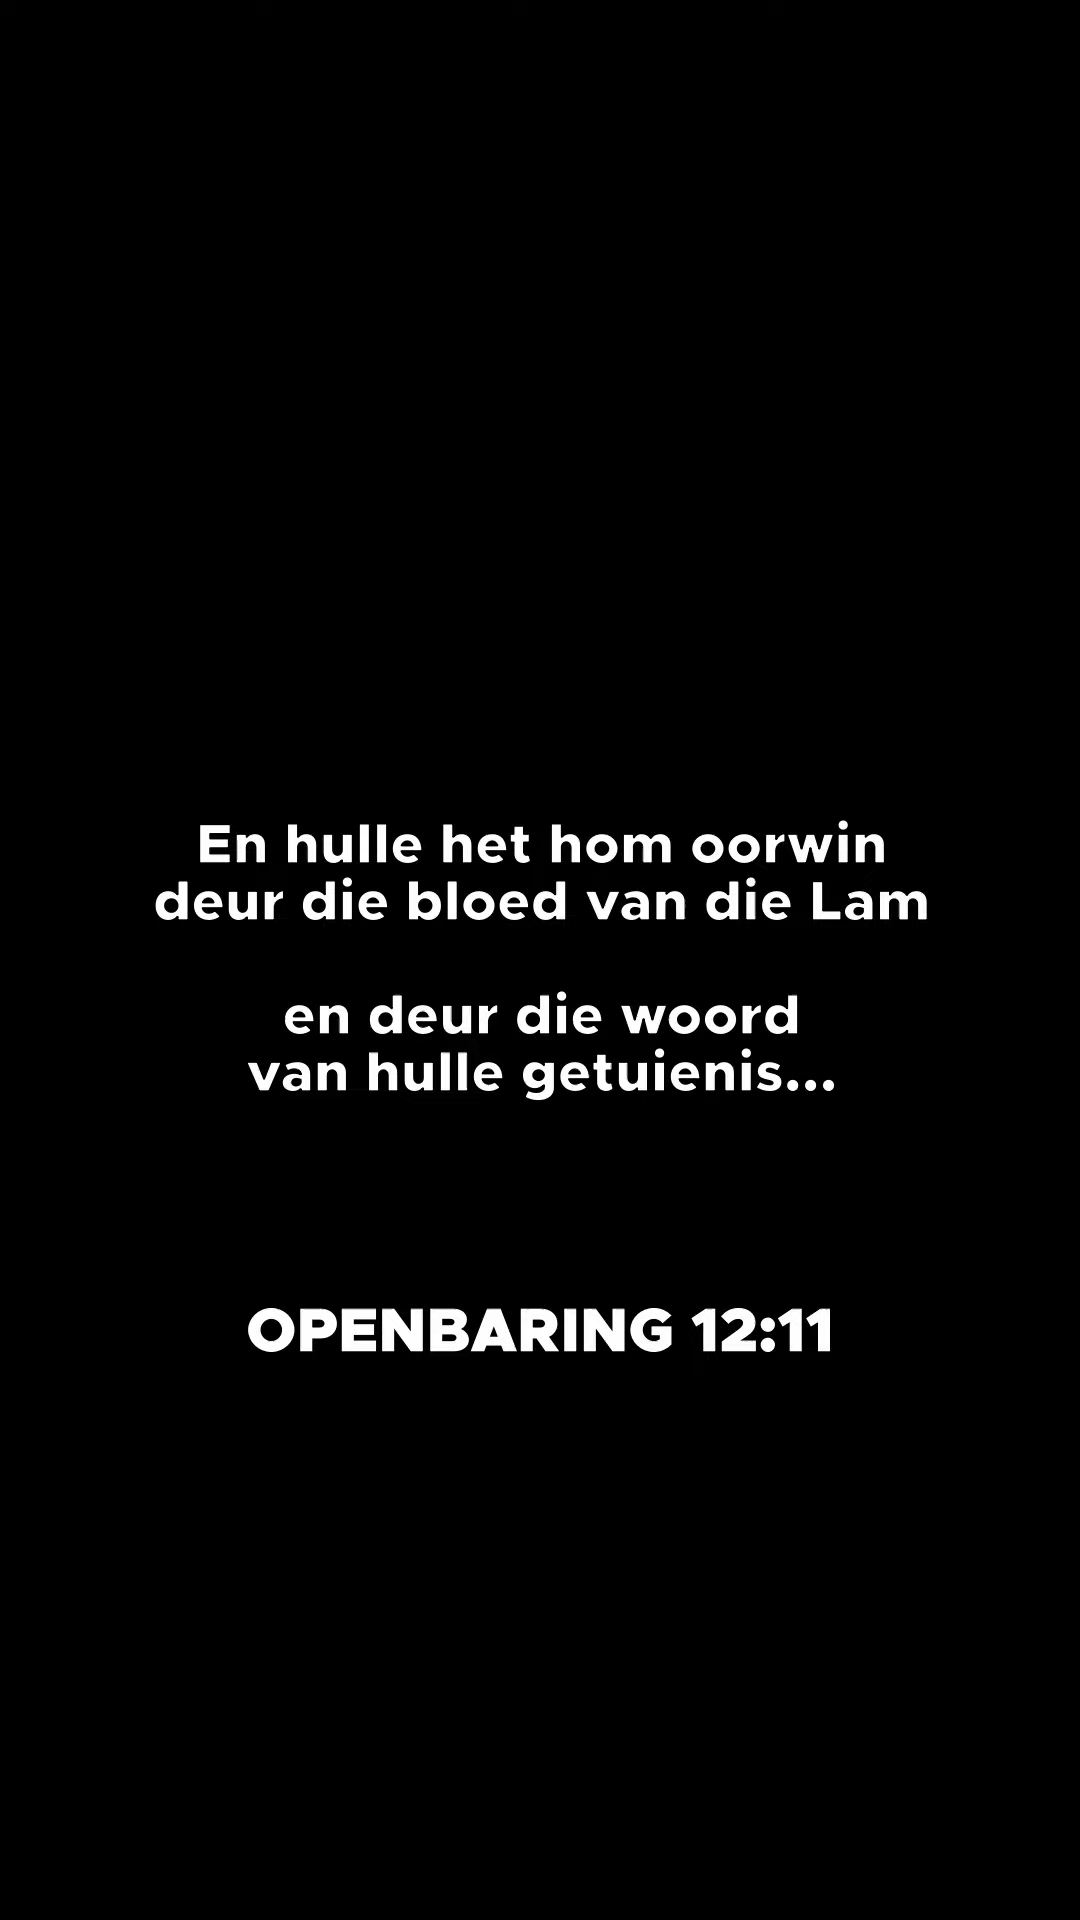 En hulle het hom oorwin
deur die bloed van die Lam
en deur die woord
van hulle getuienis...
OPENBARING 12:11